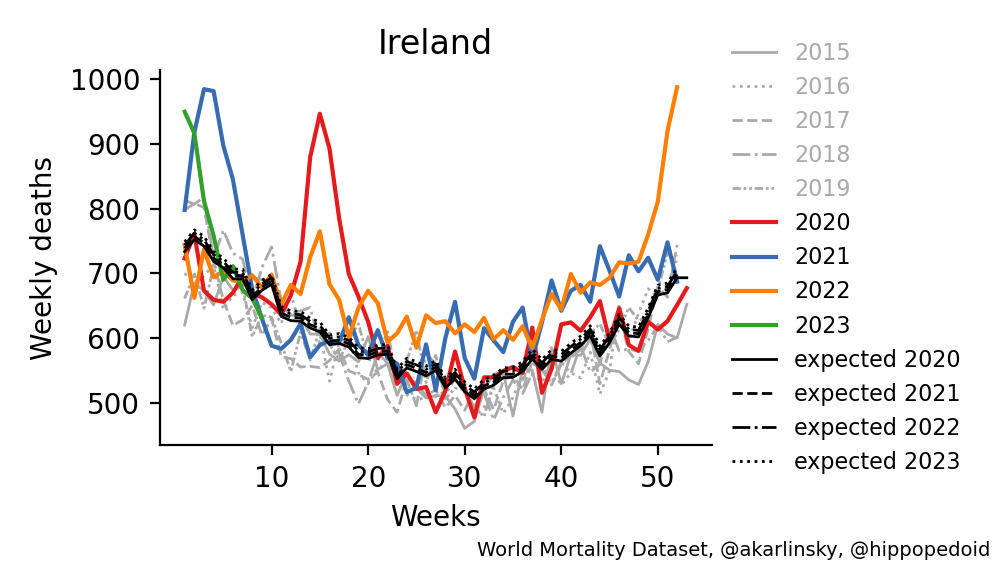 Ireland
1000
900
800
700
600
500
Weekly deaths
10
20
30
40
50
Weeks
2015
2016
2017
2018
2019
2020
2021
2022
2023
expected 2020
expected 2021
expected 2022
expected 2023
World Mortality Dataset, @akarlinsky, @hippopedoid